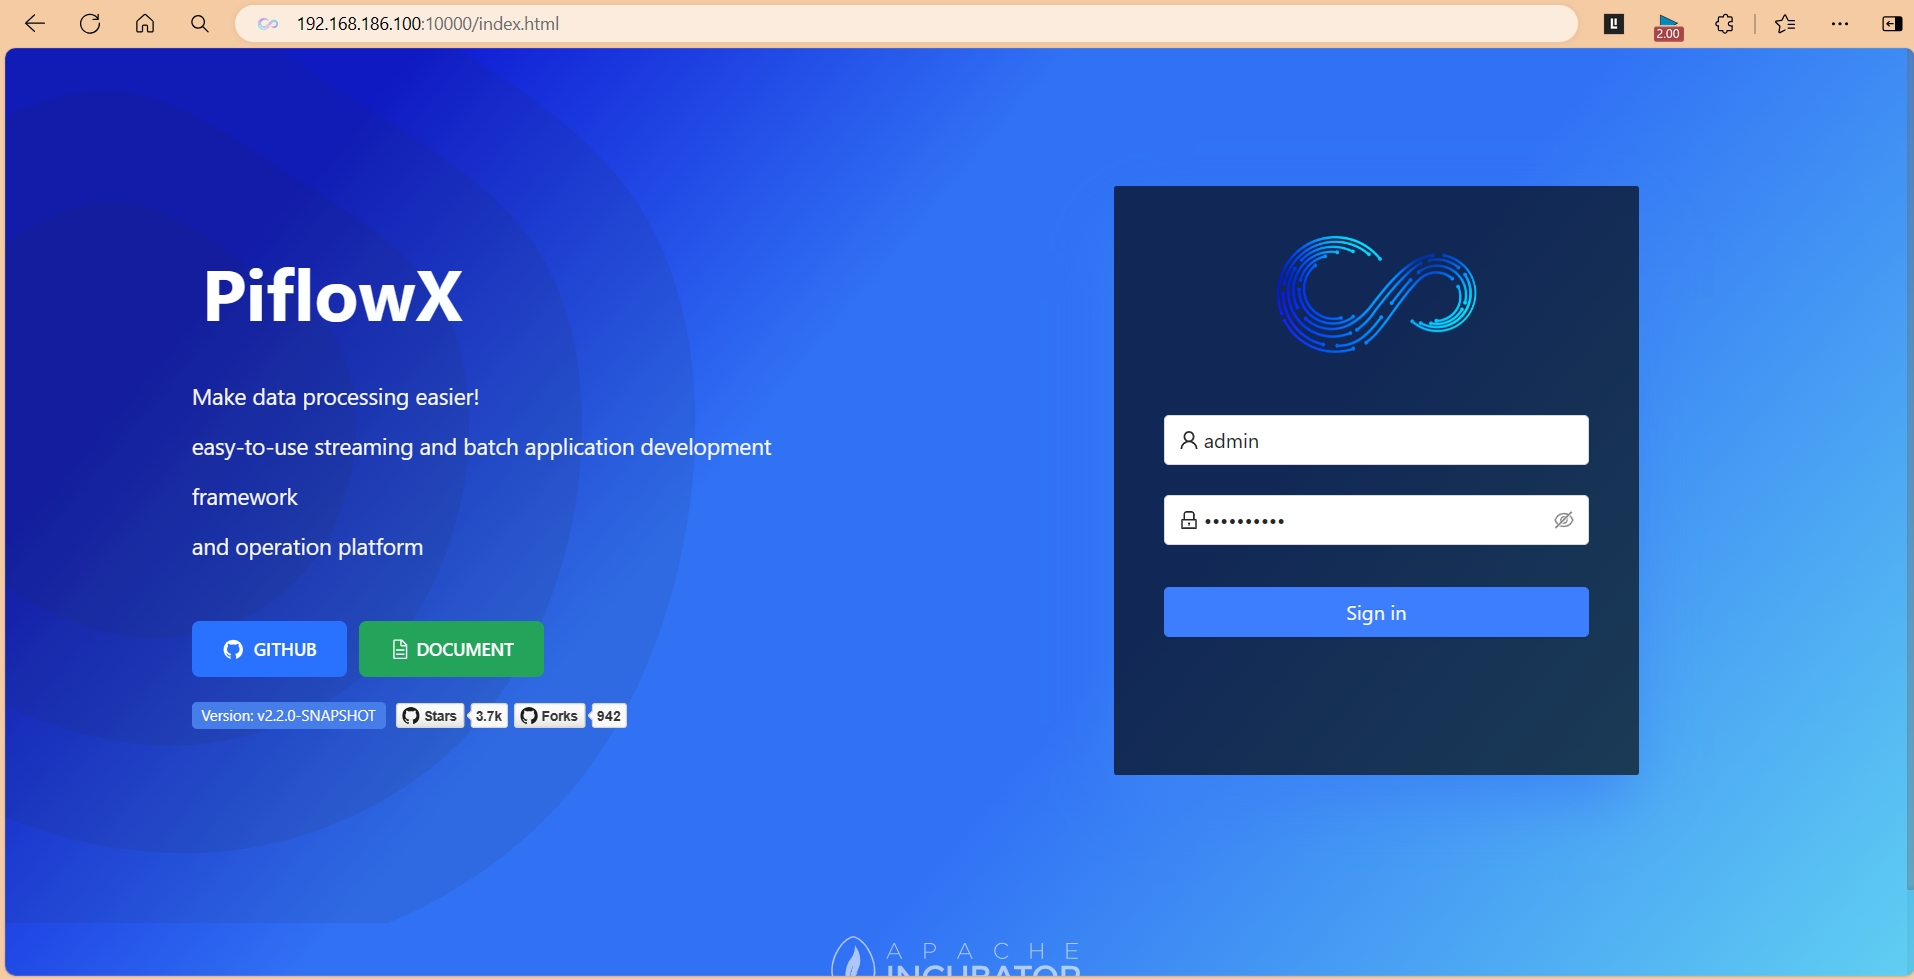 192.168.186.100:10000/index.html
2.00
PiflowX
Make data processing easier!
easy-to-use streaming and batch application development
framework
and operation platform
GITHUB
DOCUMENT
Version: v2.2.0-SNAPSHOT
Stars
3.7k
Forks
942
admin
Sign in
APACHE
INCUBATOR